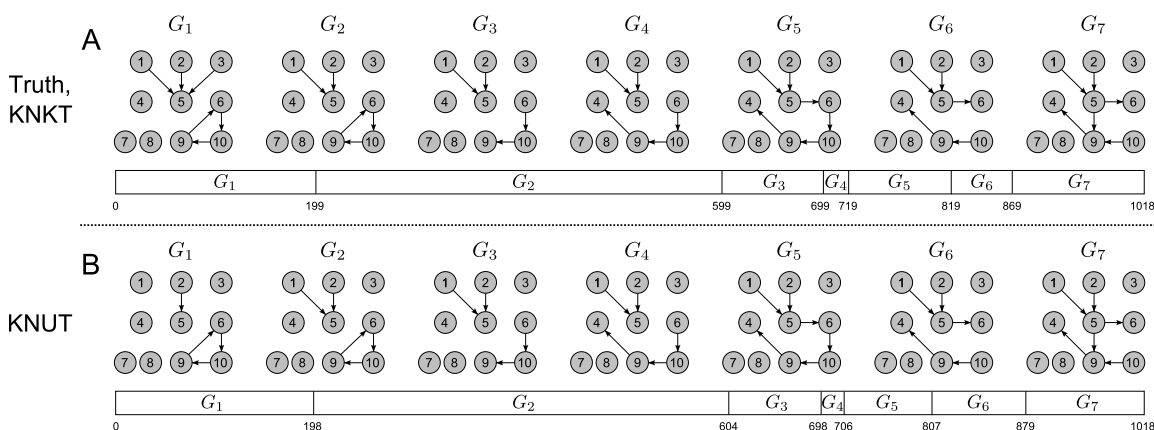 A
G1 G2 G3 G4 G5 G6 G7
Truth,
KNKT
1 2 3 1 2 3 1 2 3 1 2 3 1 2 3 1 2 3 1 2 3
4 5 6 4 5 6 4 5 6 4 5 6 4 5 6 4 5 6 4 5 6
7 8 9 10 7 8 9 10 7 8 9 10 7 8 9 10 7 8 9 10 7 8 9 10 7 8 9 10
G1 G2 G3 G4 G5 G6 G7
0 199 599 699 719 819 869 1018
B
G1 G2 G3 G4 G5 G6 G7
KNUT
1 2 3 1 2 3 1 2 3 1 2 3 1 2 3 1 2 3 1 2 3
4 5 6 4 5 6 4 5 6 4 5 6 4 5 6 4 5 6 4 5 6
7 8 9 10 7 8 9 10 7 8 9 10 7 8 9 10 7 8 9 10 7 8 9 10 7 8 9 10
G1 G2 G3 G4 G5 G6 G7
0 198 604 698 706 807 879 1018